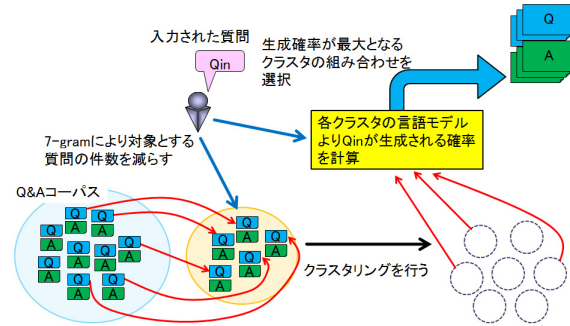 入力された質問
Qin
生成確率が最大となる
クラスタの組み合わせを
選択
Q
A
7-gramにより対象とする
質問の件数を減らす
各クラスタの言語モデル
よりQinが生成される確率
を計算
Q&Aコーパス
Q
A
Q
A
Q
A
Q
A
Q
A
Q
A
Q
A
Q
A
Q
A
Q
A
Q
A
Q
A
Q
A
Q
A
クラスタリングを行う